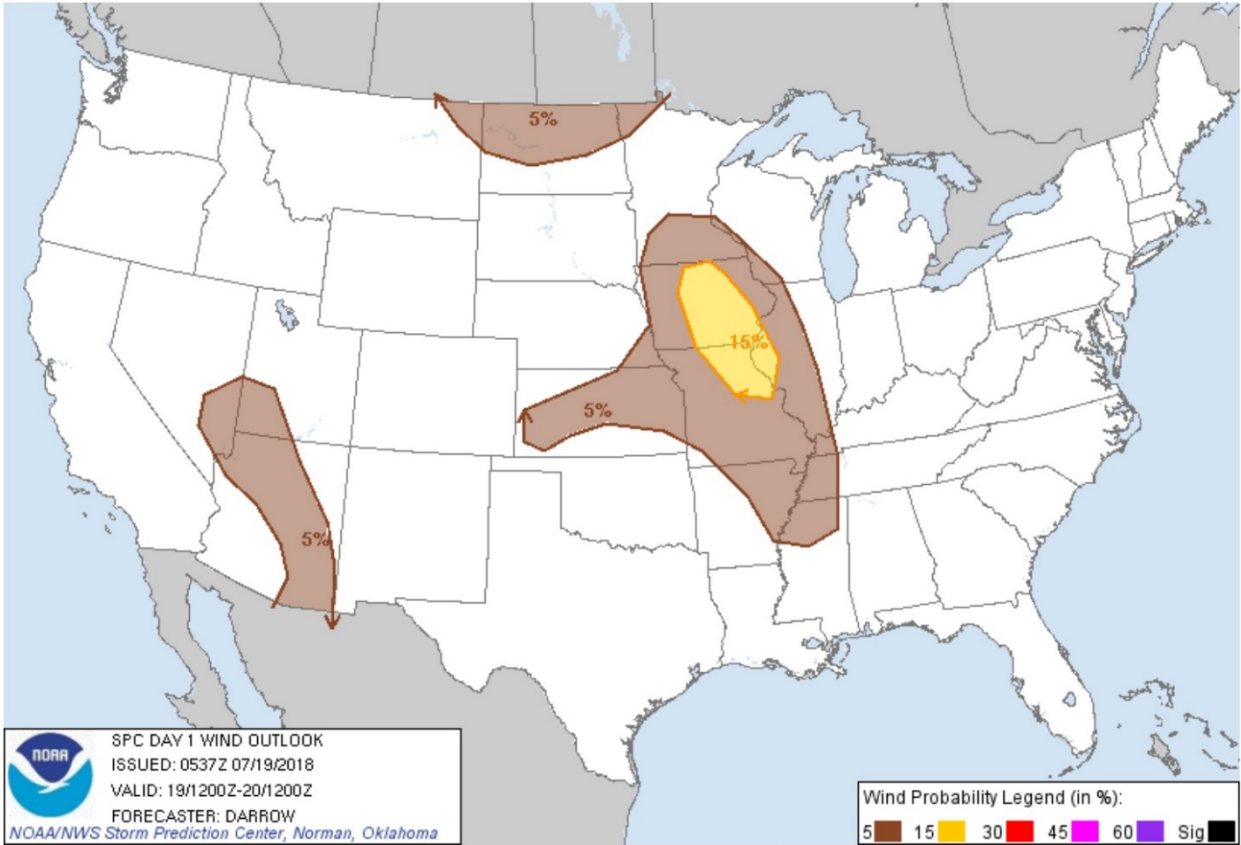 5%
15%
5%
5%
NOAA
SPC DAY 1 WIND OUTLOOK
ISSUED: 0537Z 07/19/2018
VALID: 19/1200Z-20/1200Z
FORECASTER: DARROW
NOAA/NWS Storm Prediction Center, Norman, Oklahoma
Wind Probability Legend (in %):
5 15 30 45 60 Sig